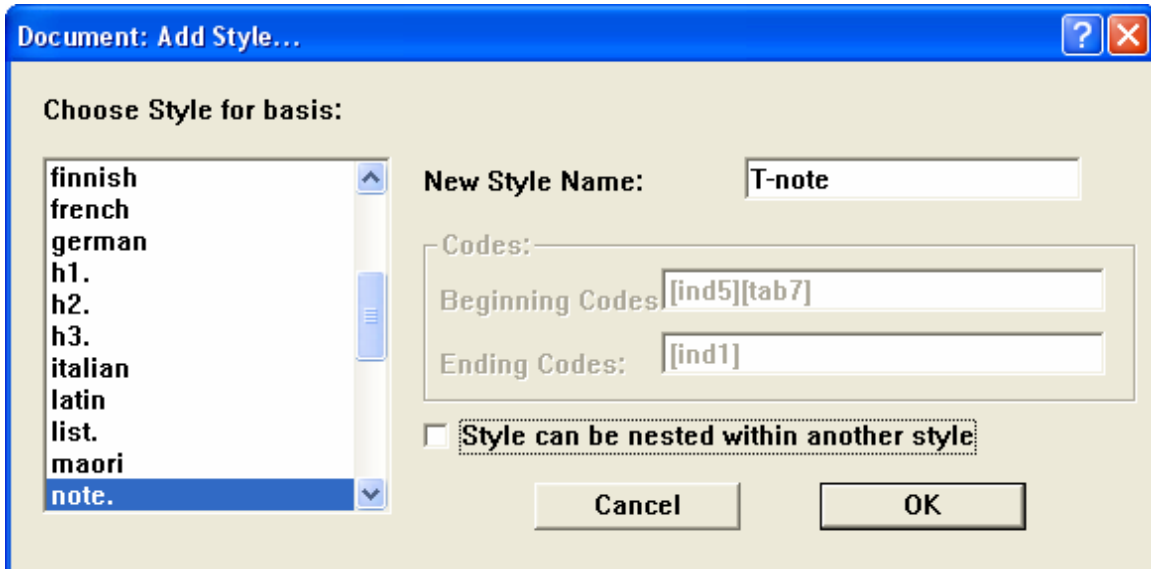 Document: Add Style...
?
Choose Style for basis:
finnish
french
german
h1.
h2.
h3.
italian
latin
list.
maori
note.
New Style Name:
T-note
Codes:
Beginning Codes
[ind5][tab7]
Ending Codes:
[ind1]
Style can be nested within another style
Cancel
OK